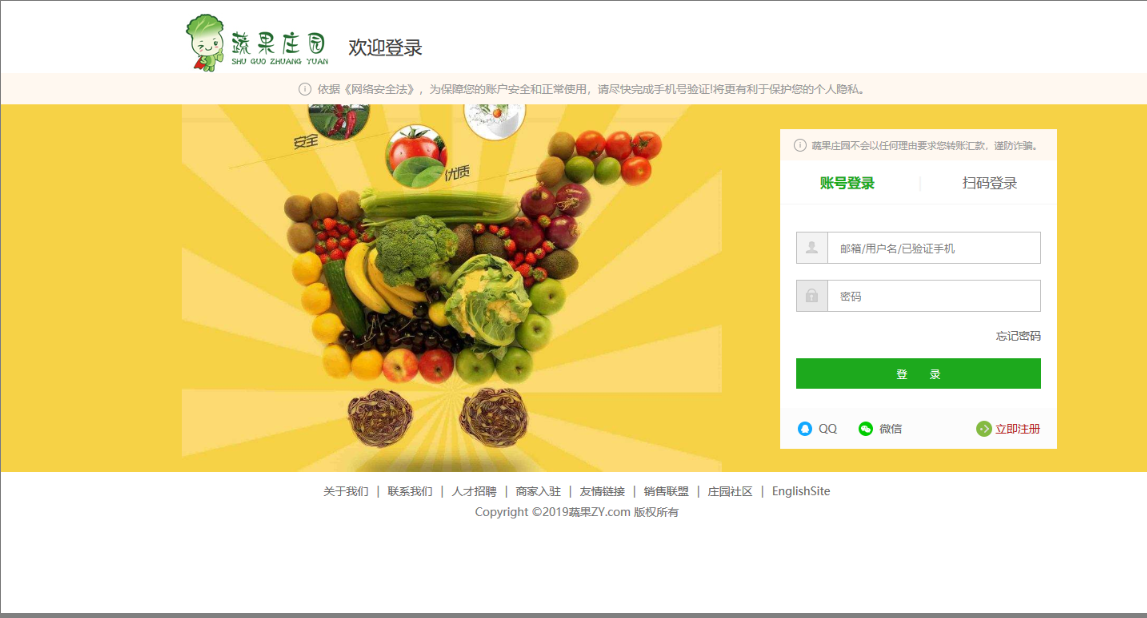 蔬果庄园
SHU GUO ZHUANG YUAN
欢迎登录
依据《网络安全法》，为保障您的账户安全和正常使用，请尽快完成手机号验证!将更有利于保护您的个人隐私。
安全
优质
蔬果庄园不会以任何理由要求您转账汇款，谨防诈骗。
账号登录 扫码登录
邮箱/用户名/已验证手机
密码
忘记密码
登 录
QQ 微信 立即注册
关于我们 | 联系我们 | 人才招聘 | 商家入驻 | 友情链接 | 销售联盟 | 庄园社区 | EnglishSite
Copyright ©2019蔬果ZY.com 版权所有